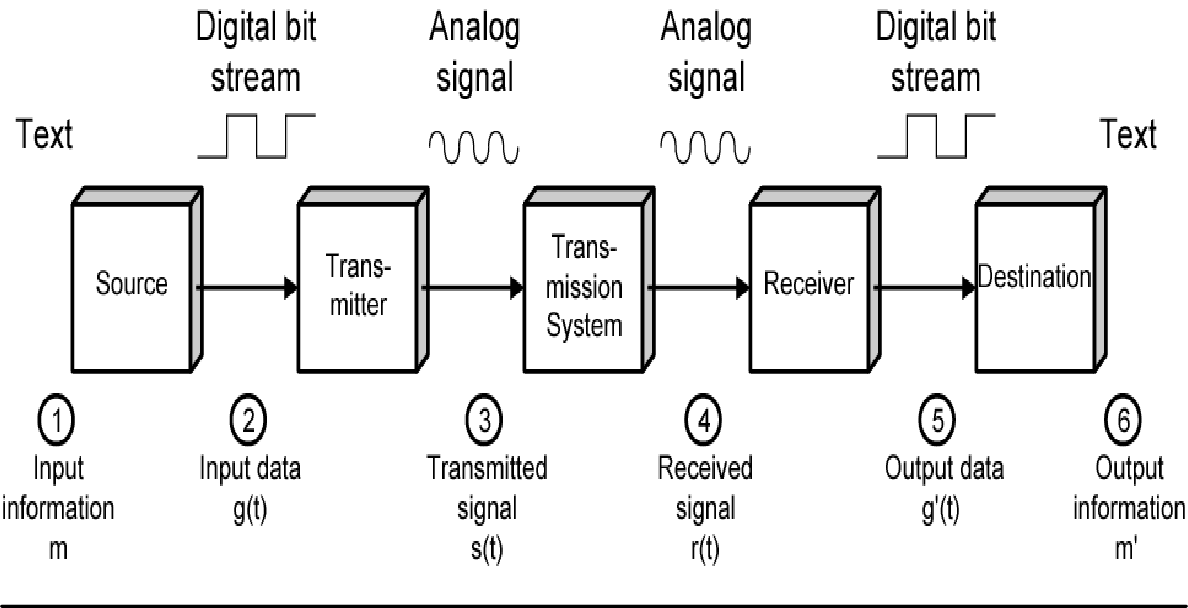 Digital bit
stream
Analog
signal
Analog
signal
Digital bit
stream
Text
Text
Source
Trans-
mitter
Trans-
mission
System
Receiver
Destination
1
Input
information
m
2
Input data
g(t)
3
Transmitted
signal
s(t)
4
Received
signal
r(t)
5
Output data
g'(t)
6
Output
information
m'